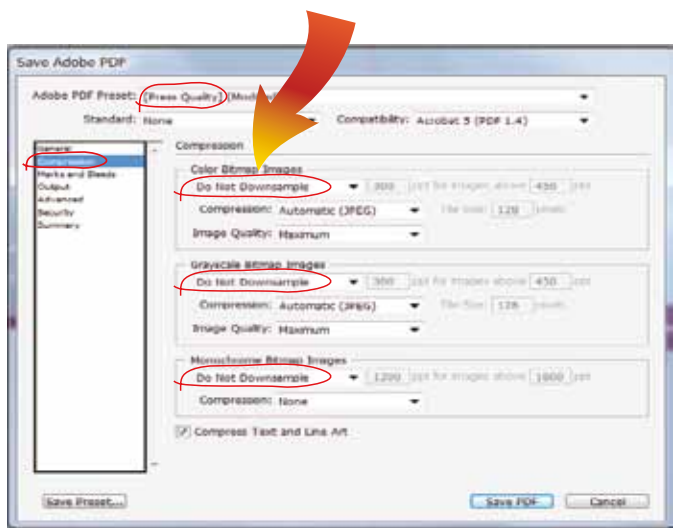 Save Adobe PDF
Adobe PDF Preset: [Press Quality]
Standard: None Compatibility: Acrobat 5 (PDF 1.4)
General
Compression
Marks and Bleeds
Output
Advanced
Security
Summary
Compression
Color Bitmap Images
Do Not Downsample 300 ppi for images above 450 ppi
Compression: Automatic (JPEG) Tile Size: 128 pixels
Image Quality: Maximum
Grayscale Bitmap Images
Do Not Downsample 300 ppi for images above 450 ppi
Compression: Automatic (JPEG) Tile Size: 128 pixels
Image Quality: Maximum
Monochrome Bitmap Images
Do Not Downsample 1200 ppi for images above 1800 ppi
Compression: None
Compress Text and Line Art
Save Preset... Save PDF Cancel